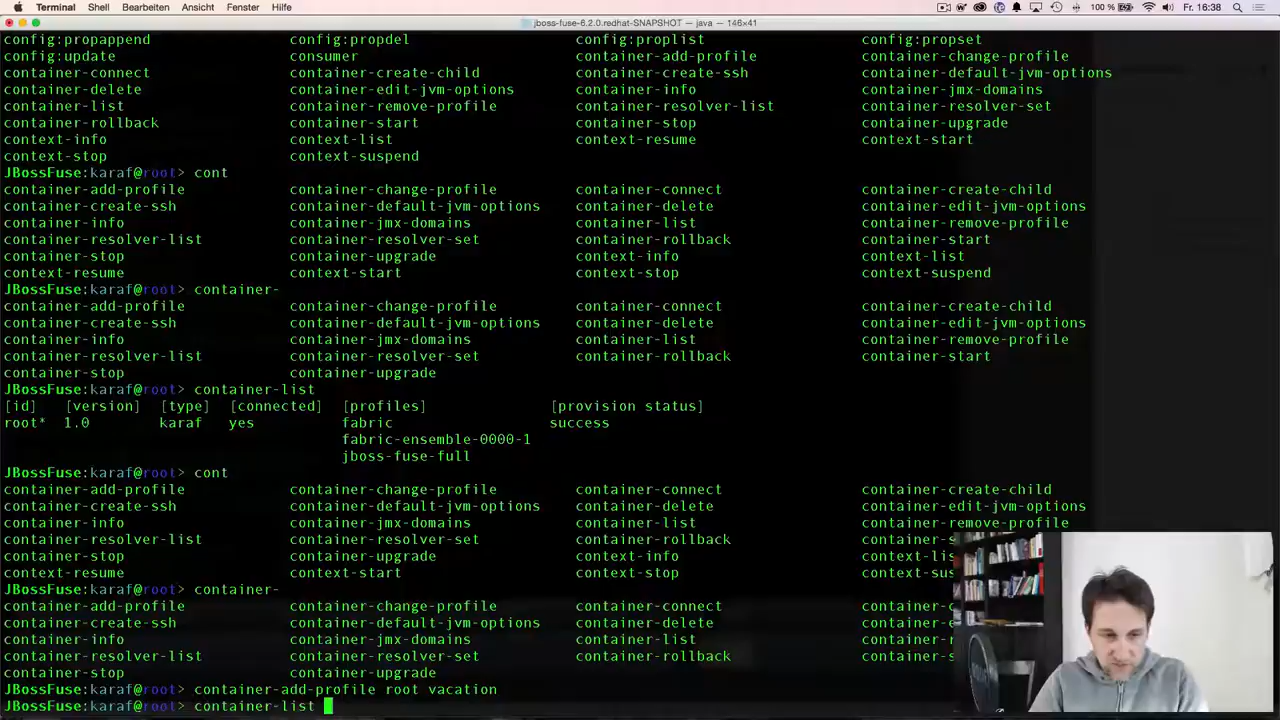 Terminal Shell Bearbeiten Ansicht Fenster Hilfe 100 % Fr. 16:38
jboss-fuse-6.2.0.redhat-SNAPSHOT — java — 146×41
config:propappend config:propdel config:proplist config:propset
config:update consumer container-add-profile container-change-profile
container-connect container-create-child container-create-ssh container-default-jvm-options
container-delete container-edit-jvm-options container-info container-jmx-domains
container-list container-remove-profile container-resolver-list container-resolver-set
container-rollback container-start container-stop container-upgrade
context-info context-list context-resume context-start
context-stop context-suspend
JBossFuse:karaf@root> cont
container-add-profile container-change-profile container-connect container-create-child
container-create-ssh container-default-jvm-options container-delete container-edit-jvm-options
container-info container-jmx-domains container-list container-remove-profile
container-resolver-list container-resolver-set container-rollback container-start
container-stop container-upgrade context-info context-list
context-resume context-start context-stop context-suspend
JBossFuse:karaf@root> container-
container-add-profile container-change-profile container-connect container-create-child
container-create-ssh container-default-jvm-options container-delete container-edit-jvm-options
container-info container-jmx-domains container-list container-remove-profile
container-resolver-list container-resolver-set container-rollback container-start
container-stop container-upgrade
JBossFuse:karaf@root> container-list
[id] [version] [type] [connected] [profiles] [provision status]
root* 1.0 karaf yes fabric success
fabric-ensemble-0000-1
jboss-fuse-full
JBossFuse:karaf@root> cont
container-add-profile container-change-profile container-connect container-create-child
container-create-ssh container-default-jvm-options container-delete container-edit-jvm-options
container-info container-jmx-domains container-list container-remove-profile
container-resolver-list container-resolver-set container-rollback container-s
container-stop container-upgrade context-info context-lis
context-resume context-start context-stop context-sus
JBossFuse:karaf@root> container-
container-add-profile container-change-profile container-connect container-c
container-create-ssh container-default-jvm-options container-delete container-e
container-info container-jmx-domains container-list container-r
container-resolver-list container-resolver-set container-rollback container-s
container-stop container-upgrade
JBossFuse:karaf@root> container-add-profile root vacation
JBossFuse:karaf@root> container-list